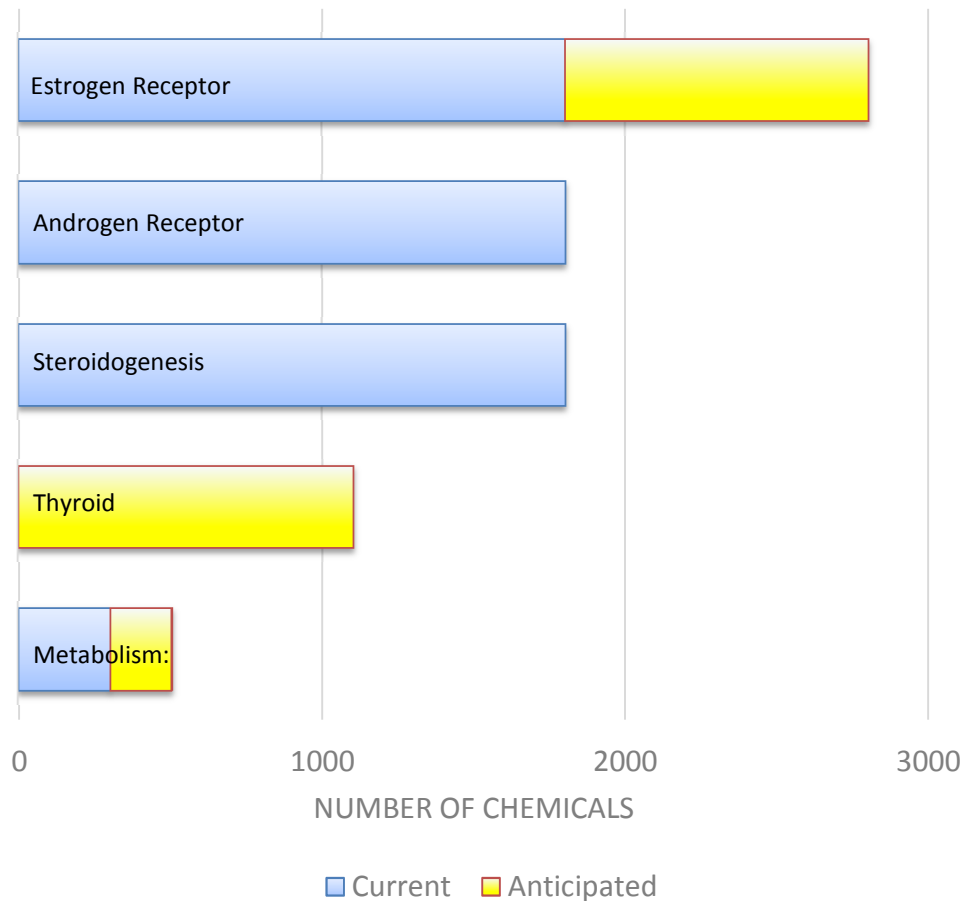 Estrogen Receptor
Androgen Receptor
Steroidogenesis
Thyroid
Metabolism:
0 1000 2000 3000
NUMBER OF CHEMICALS
Current Anticipated